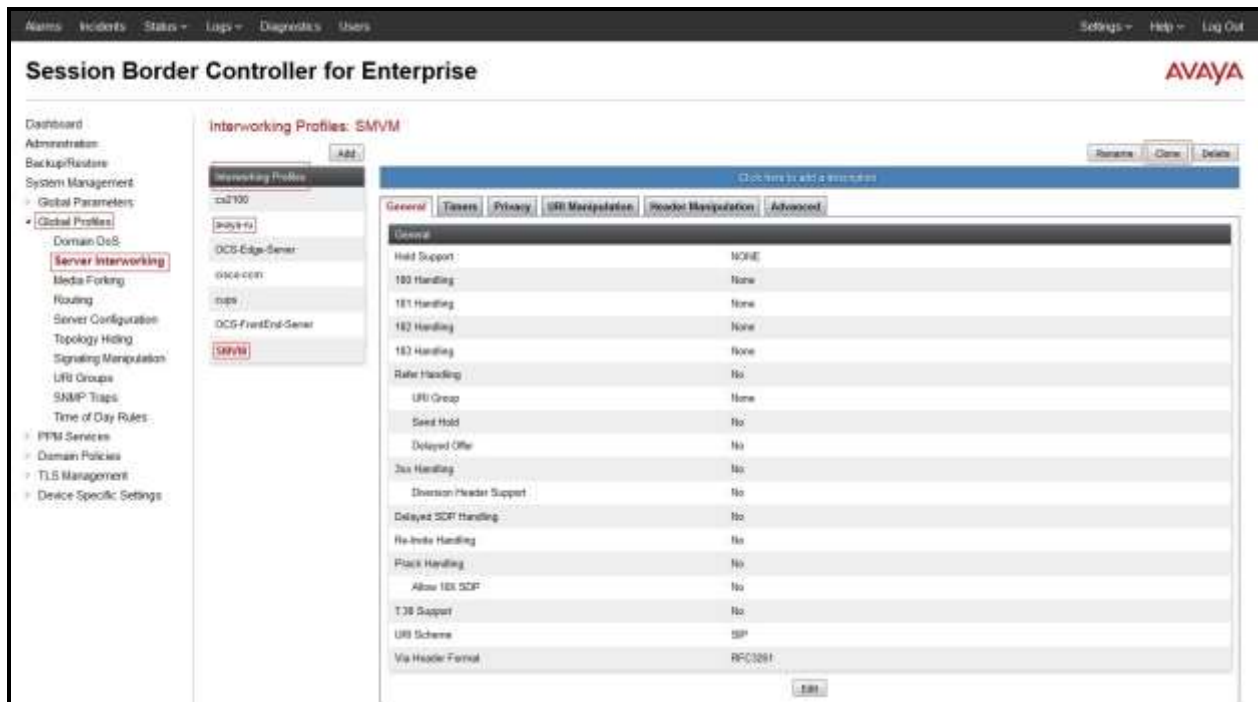 Alarms Incidents Status Logs Diagnostics Users Settings Help Log Out
Session Border Controller for Enterprise
AVAYA
Dashboard
Administration
Backup/Restore
System Management
Global Parameters
Global Profiles
Domain DoS
Server Interworking
Media Forking
Routing
Server Configuration
Topology Hiding
Signaling Manipulation
URI Groups
SNMP Traps
Time of Day Rules
PPM Services
Domain Policies
TLS Management
Device Specific Settings
Interworking Profiles: SMVM
Add
Rename Clone Delete
Interworking Profiles
cs2100
avaya-ru
OCS-Edge-Server
cisco-ccm
cups
OCS-FrontEnd-Server
SMVM
Click here to add a description
General Timers Privacy URI Manipulation Header Manipulation Advanced
General
Hold Support NONE
180 Handling None
181 Handling None
182 Handling None
183 Handling None
Refer Handling No
URI Group None
Send Hold No
Delayed Offer No
3xx Handling No
Diversion Header Support No
Delayed SDP Handling No
Re-Invite Handling No
Prack Handling No
Allow 18X SDP No
T.38 Support No
URI Scheme SIP
Via Header Format RFC3261
Edit